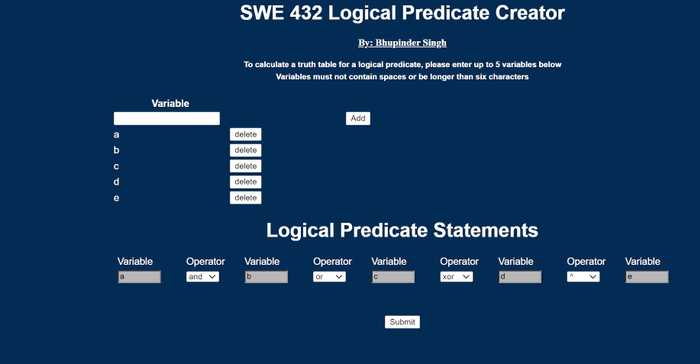 SWE 432 Logical Predicate Creator
By: Bhupinder Singh
To calculate a truth table for a logical predicate, please enter up to 5 variables below
Variables must not contain spaces or be longer than six characters
Variable
Add
a delete
b delete
c delete
d delete
e delete
Logical Predicate Statements
Variable Operator Variable Operator Variable Operator Variable Operator Variable
a and b or c xor d ^ e
Submit